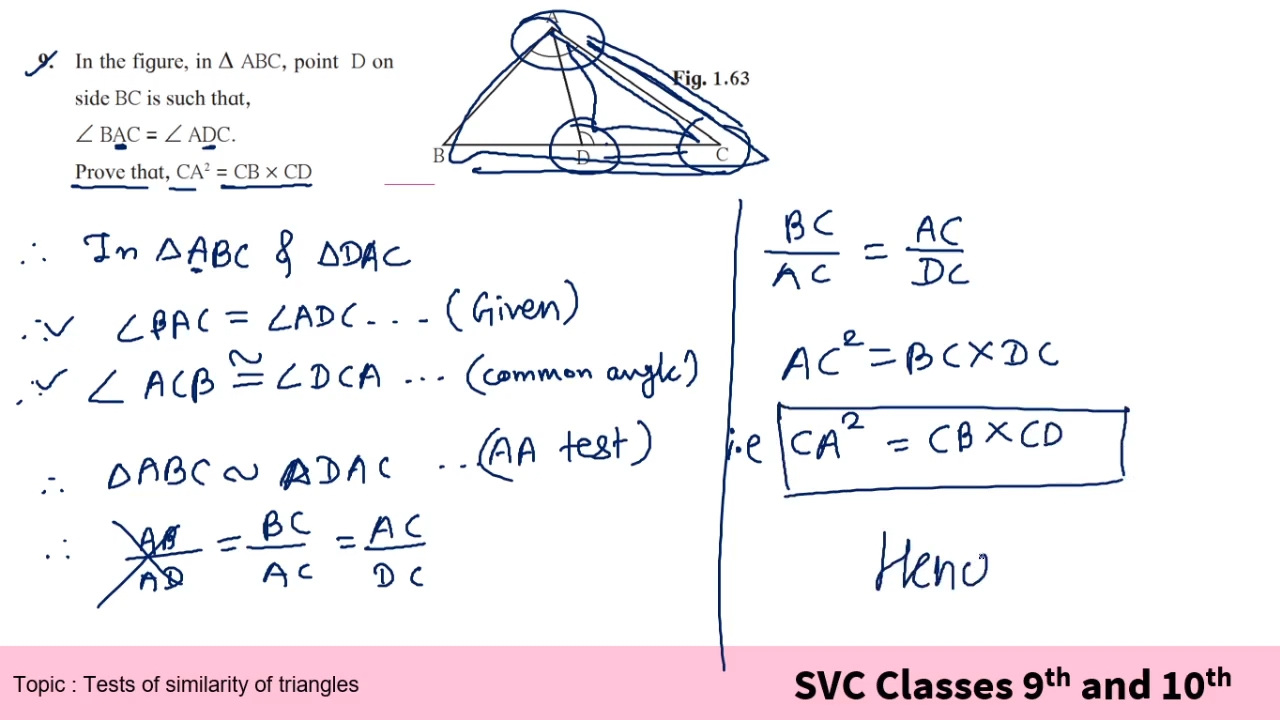 9. In the figure, in Δ ABC, point D on
side BC is such that,
∠ BAC = ∠ ADC.
Prove that, CA² = CB × CD
A
B
D
C
Fig. 1.63
∴ In ΔABC & ΔDAC
∴ ∠BAC = ∠ADC ... (Given)
∴ ∠ ACB ≅ ∠DCA ... (common angle)
∴ ΔABC ~ ΔDAC ... (AA test)
∴ AB/AD = BC/AC = AC/DC
BC/AC = AC/DC
AC² = BC × DC
i.e CA² = CB × CD
Henc
Topic : Tests of similarity of triangles
SVC Classes 9th and 10th